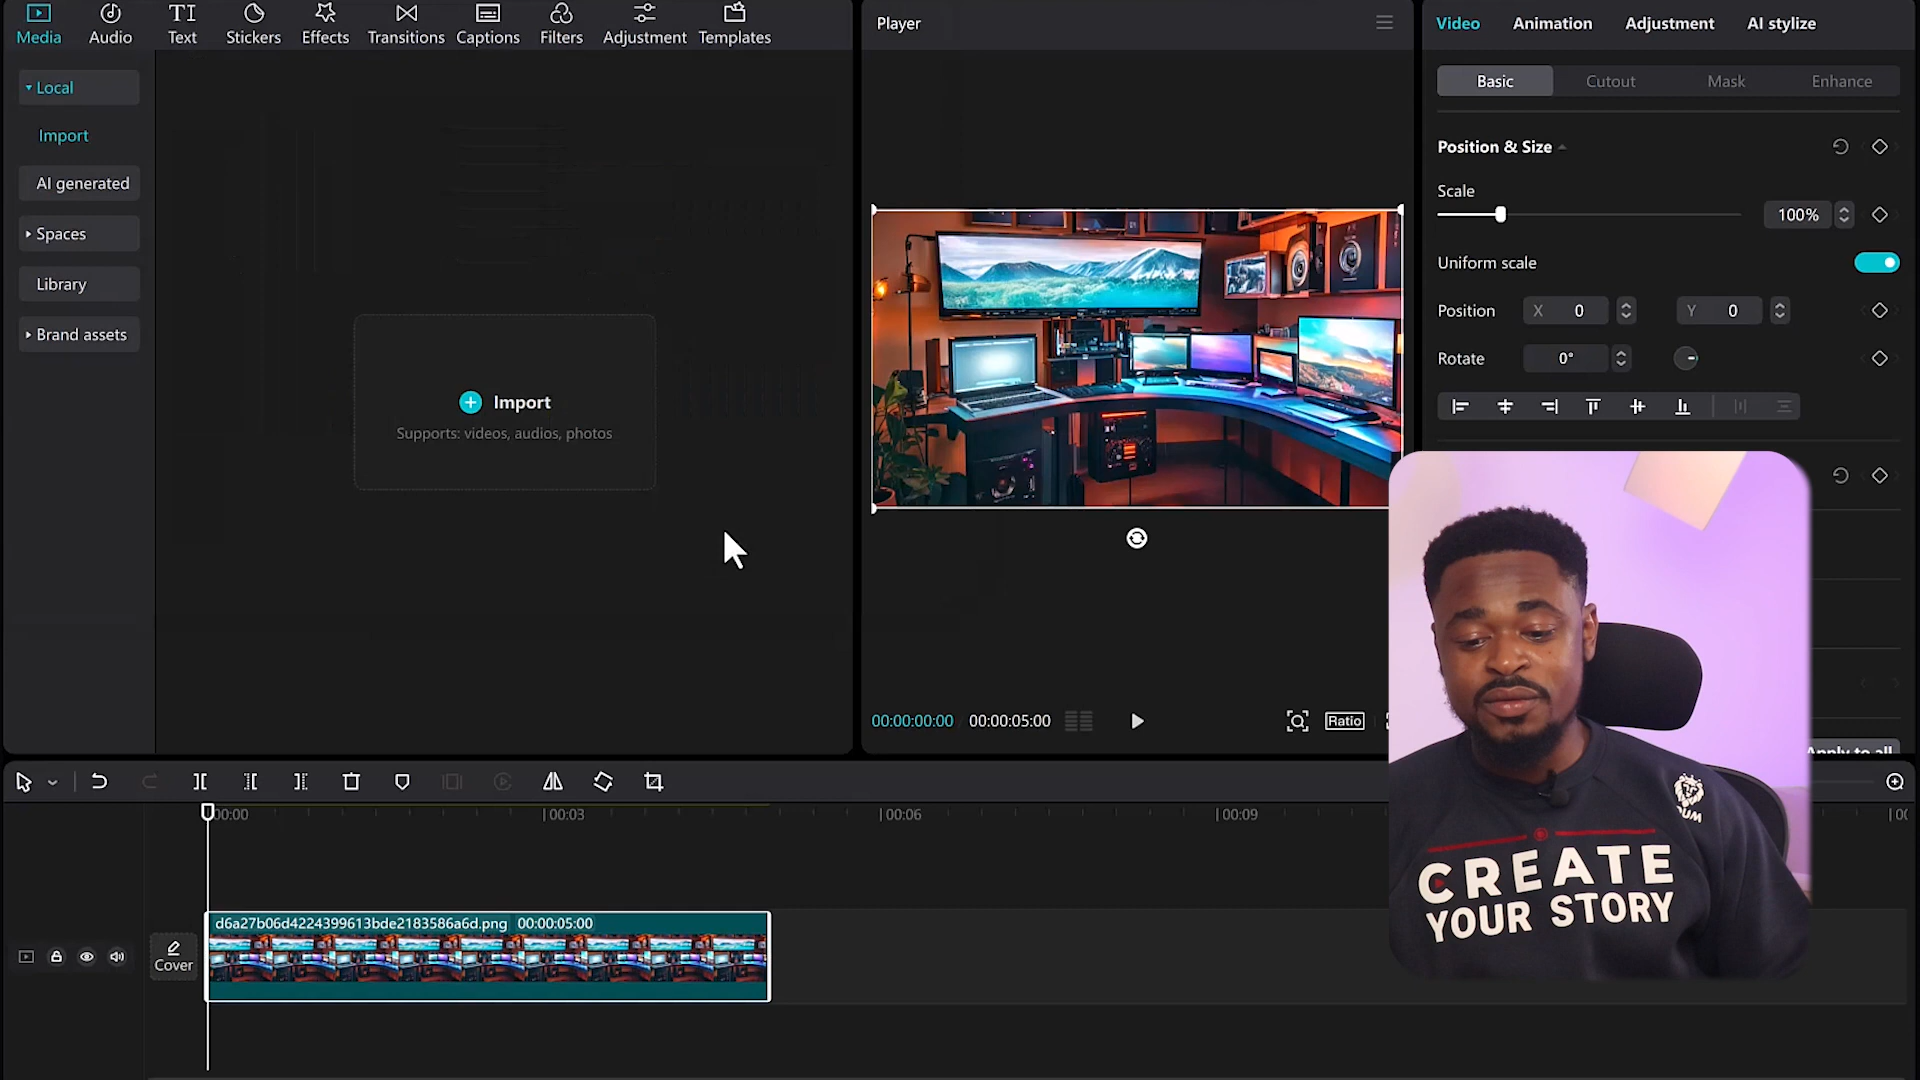 Media
Audio
Text
Stickers
Effects
Transitions
Captions
Filters
Adjustment
Templates
Local
Import
AI generated
Spaces
Library
Brand assets
Import
Supports: videos, audios, photos
Player
00:00:00:00 00:00:05:00
Ratio
Video Animation Adjustment AI stylize
Basic Cutout Mask Enhance
Position & Size
Scale
100%
Uniform scale
Position X 0 Y 0
Rotate 0°
Apply to all
00:00 00:03 00:06 00:09
Cover
d6a27b06d4224399613bde2183586a6d.png 00:00:05:00
CREATE
YOUR STORY